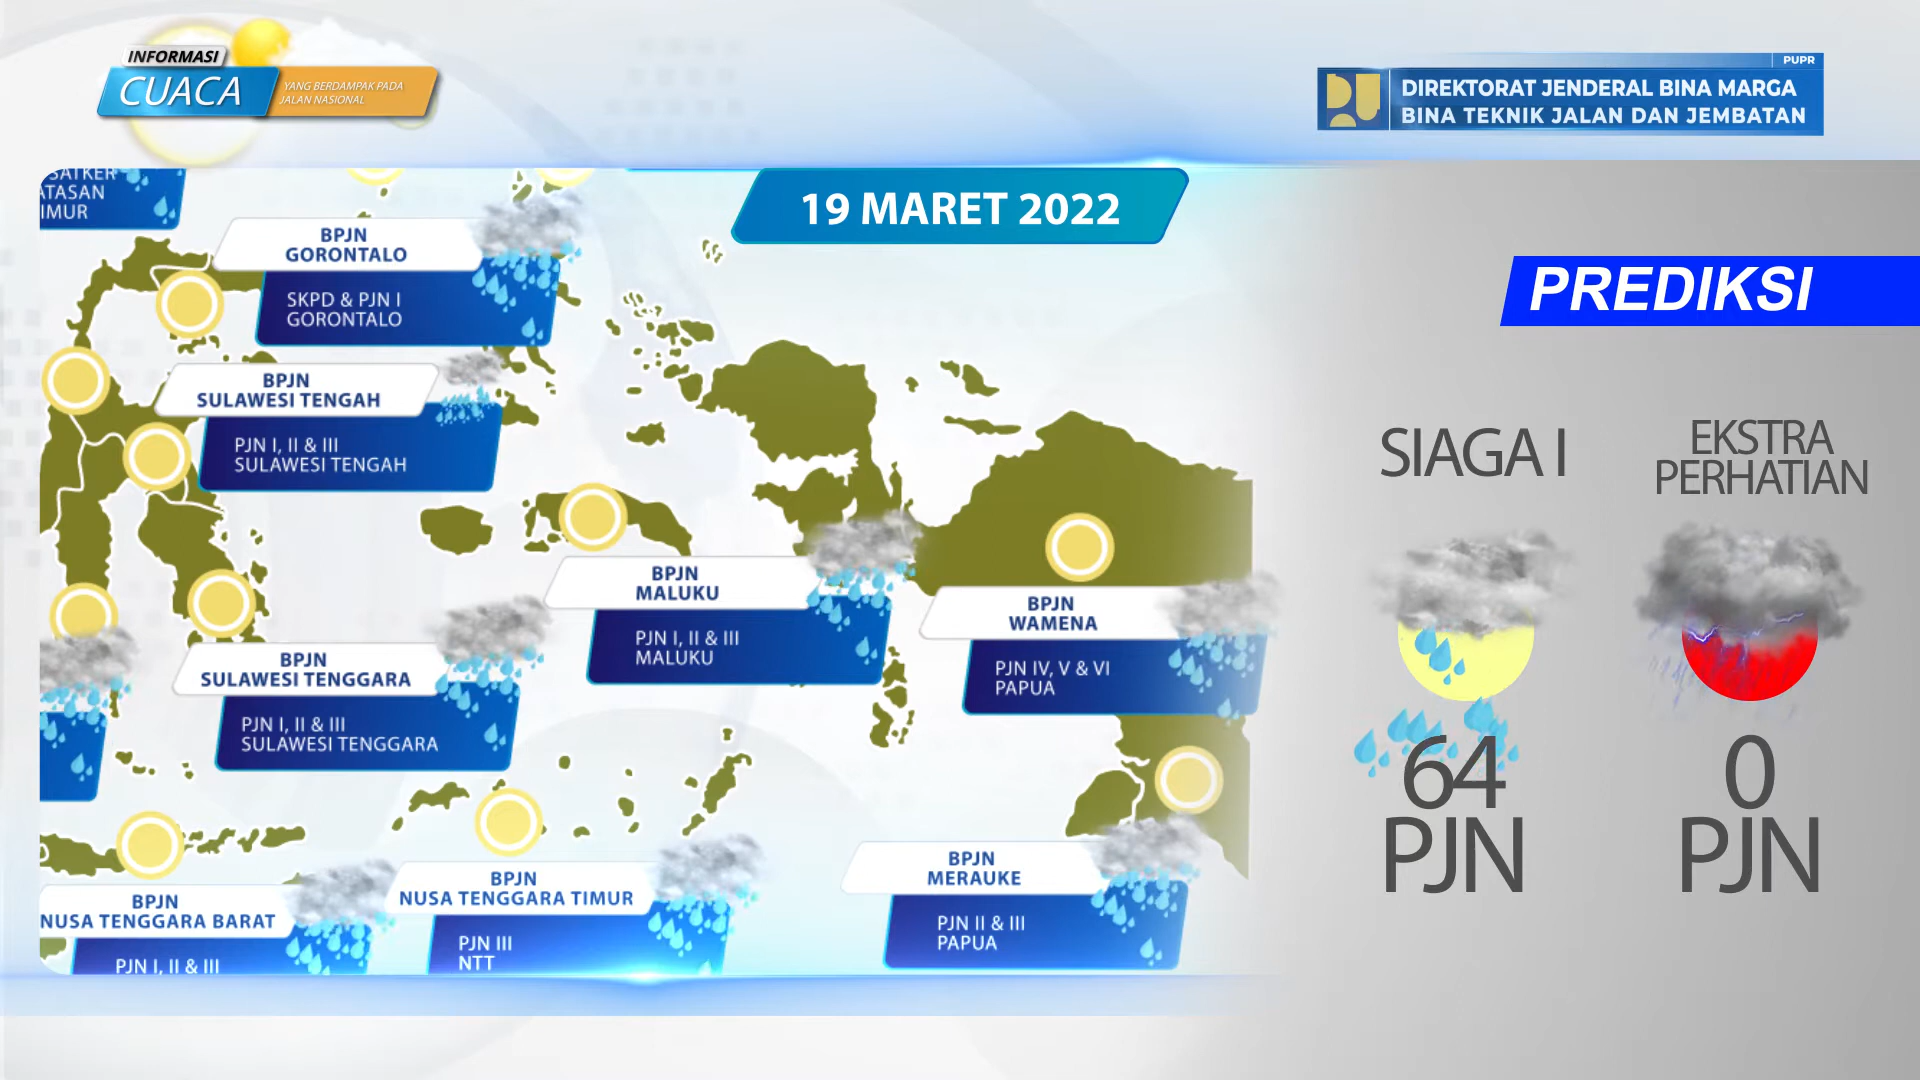 INFORMASI
CUACA
YANG BERDAMPAK PADA
JALAN NASIONAL
PUPR
DIREKTORAT JENDERAL BINA MARGA
BINA TEKNIK JALAN DAN JEMBATAN
19 MARET 2022
PREDIKSI
SATKER
ATASAN
IMUR
BPJN
GORONTALO
SKPD & PJN I
GORONTALO
BPJN
SULAWESI TENGAH
PJN I, II & III
SULAWESI TENGAH
BPJN
SULAWESI TENGGARA
PJN I, II & III
SULAWESI TENGGARA
BPJN
MALUKU
PJN I, II & III
MALUKU
BPJN
WAMENA
PJN IV, V & VI
PAPUA
BPJN
NUSA TENGGARA BARAT
PJN I, II & III
BPJN
NUSA TENGGARA TIMUR
PJN III
NTT
BPJN
MERAUKE
PJN II & III
PAPUA
SIAGA I
64
PJN
EKSTRA
PERHATIAN
0
PJN